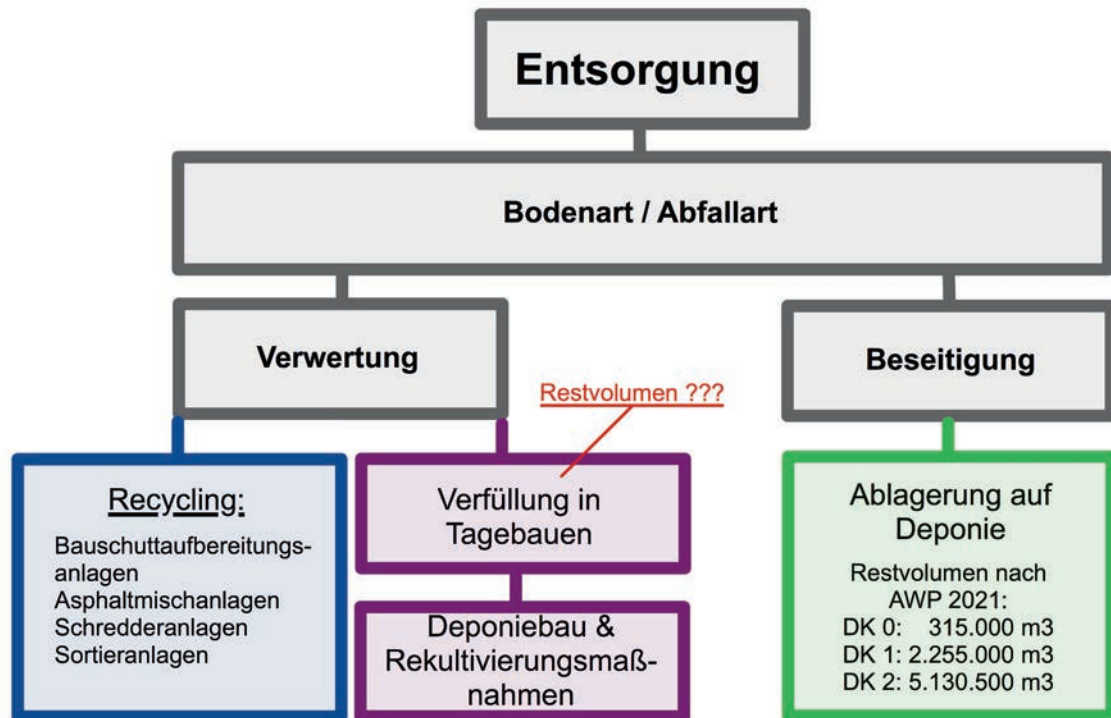 Entsorgung
Bodenart / Abfallart
Verwertung
Beseitigung
Restvolumen ???
Recycling:
Bauschuttaufbereitungs-
anlagen
Asphaltmischanlagen
Schredderanlagen
Sortieranlagen
Verfüllung in
Tagebauen
Deponiebau &
Rekultivierungsmaß-
nahmen
Ablagerung auf
Deponie
Restvolumen nach
AWP 2021:
DK 0: 315.000 m3
DK 1: 2.255.000 m3
DK 2: 5.130.500 m3